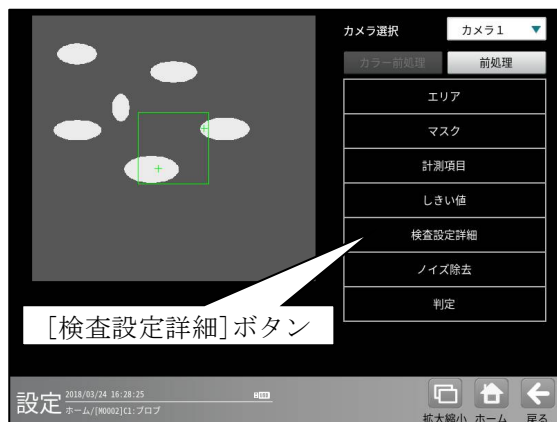 カメラ選択
カメラ1
カラー前処理
前処理
エリア
マスク
計測項目
しきい値
検査設定詳細
ノイズ除去
判定
[検査設定詳細]ボタン
設定
2018/03/24 16:28:25
ホーム/[M0002]C1:ブロブ
拡大縮小
ホーム
戻る